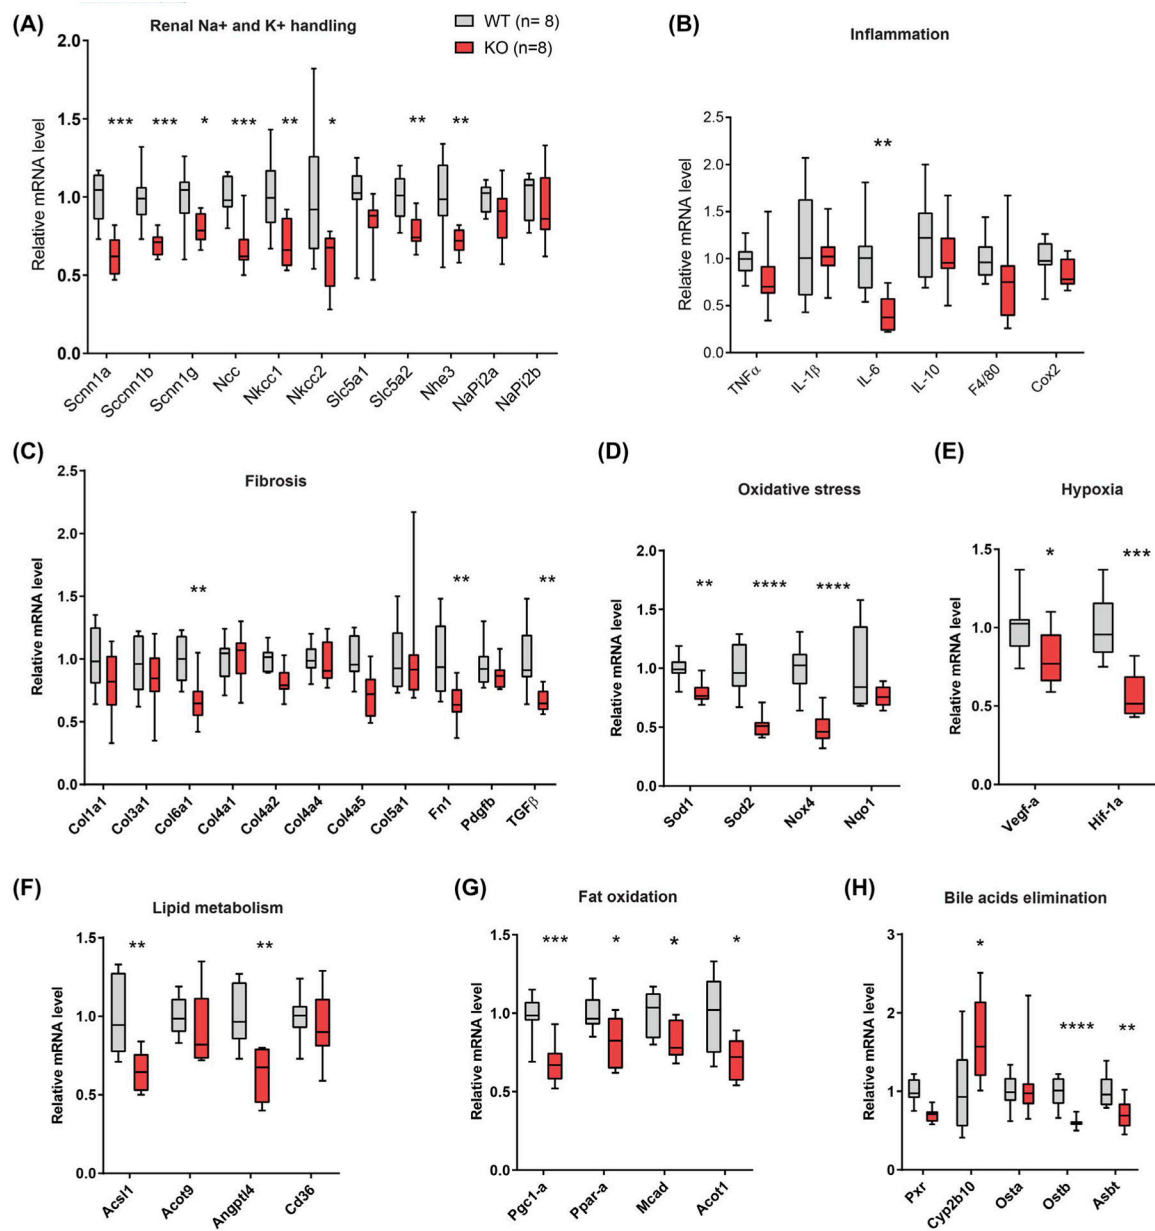 (A)
Renal Na+ and K+ handling
WT (n= 8)
KO (n=8)
Relative mRNA level
2.0
1.5
1.0
0.5
0.0
*** *** * *** ** * ** **
Scnn1a Sccnn1b Scnn1g Ncc Nkcc1 Nkcc2 Slc5a1 Slc5a2 Nhe3 NaPi2a NaPi2b
(B)
Inflammation
Relative mRNA level
2.5
2.0
1.5
1.0
0.5
0.0
**
TNFα IL-1β IL-6 IL-10 F4/80 Cox2
(C)
Fibrosis
Relative mRNA level
2.5
2.0
1.5
1.0
0.5
0.0
** ** **
Col1a1 Col3a1 Col6a1 Col4a1 Col4a2 Col4a4 Col4a5 Col5a1 Fn1 Pdgfb TGFβ
(D)
Oxidative stress
Relative mRNA level
2.0
1.5
1.0
0.5
0.0
** **** ****
Sod1 Sod2 Nox4 Nqo1
(E)
Hypoxia
Relative mRNA level
1.5
1.0
0.5
0.0
* ***
Vegf-a Hif-1a
(F)
Lipid metabolism
Relative mRNA level
1.5
1.0
0.5
0.0
** **
Acsl1 Acot9 Angptl4 Cd36
(G)
Fat oxidation
Relative mRNA level
1.5
1.0
0.5
0.0
*** * * *
Pgc1-a Ppar-a Mcad Acot1
(H)
Bile acids elimination
Relative mRNA level
3
2
1
0
* **** **
Pxr Cyp2b10 Osta Ostb Asbt